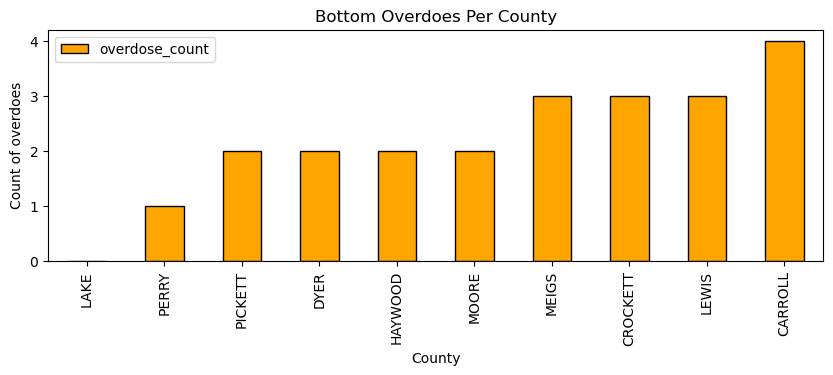 Bottom Overdoes Per County
overdose_count
Count of overdoes
4
3
2
1
0
LAKE
PERRY
PICKETT
DYER
HAYWOOD
MOORE
MEIGS
CROCKETT
LEWIS
CARROLL
County